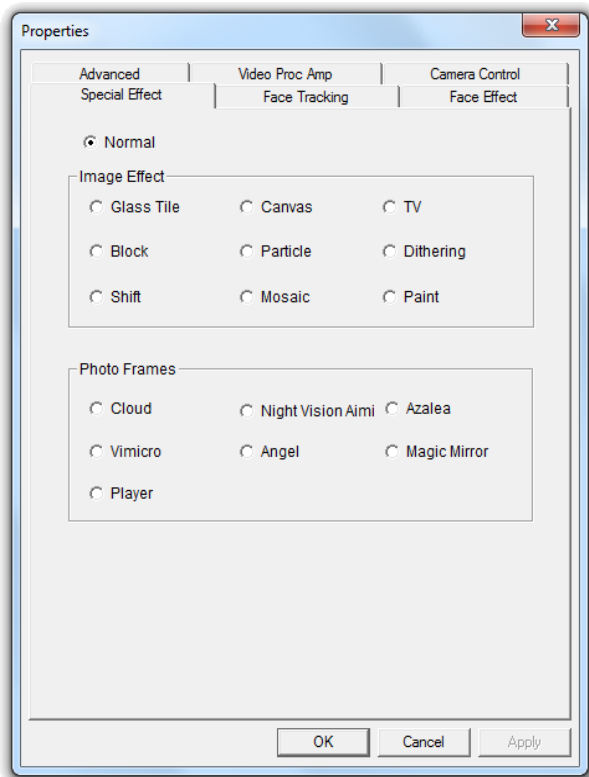 Properties
Advanced Video Proc Amp Camera Control
Special Effect Face Tracking Face Effect
Normal
Image Effect
Glass Tile Canvas TV
Block Particle Dithering
Shift Mosaic Paint
Photo Frames
Cloud Night Vision Aimi Azalea
Vimicro Angel Magic Mirror
Player
OK Cancel Apply